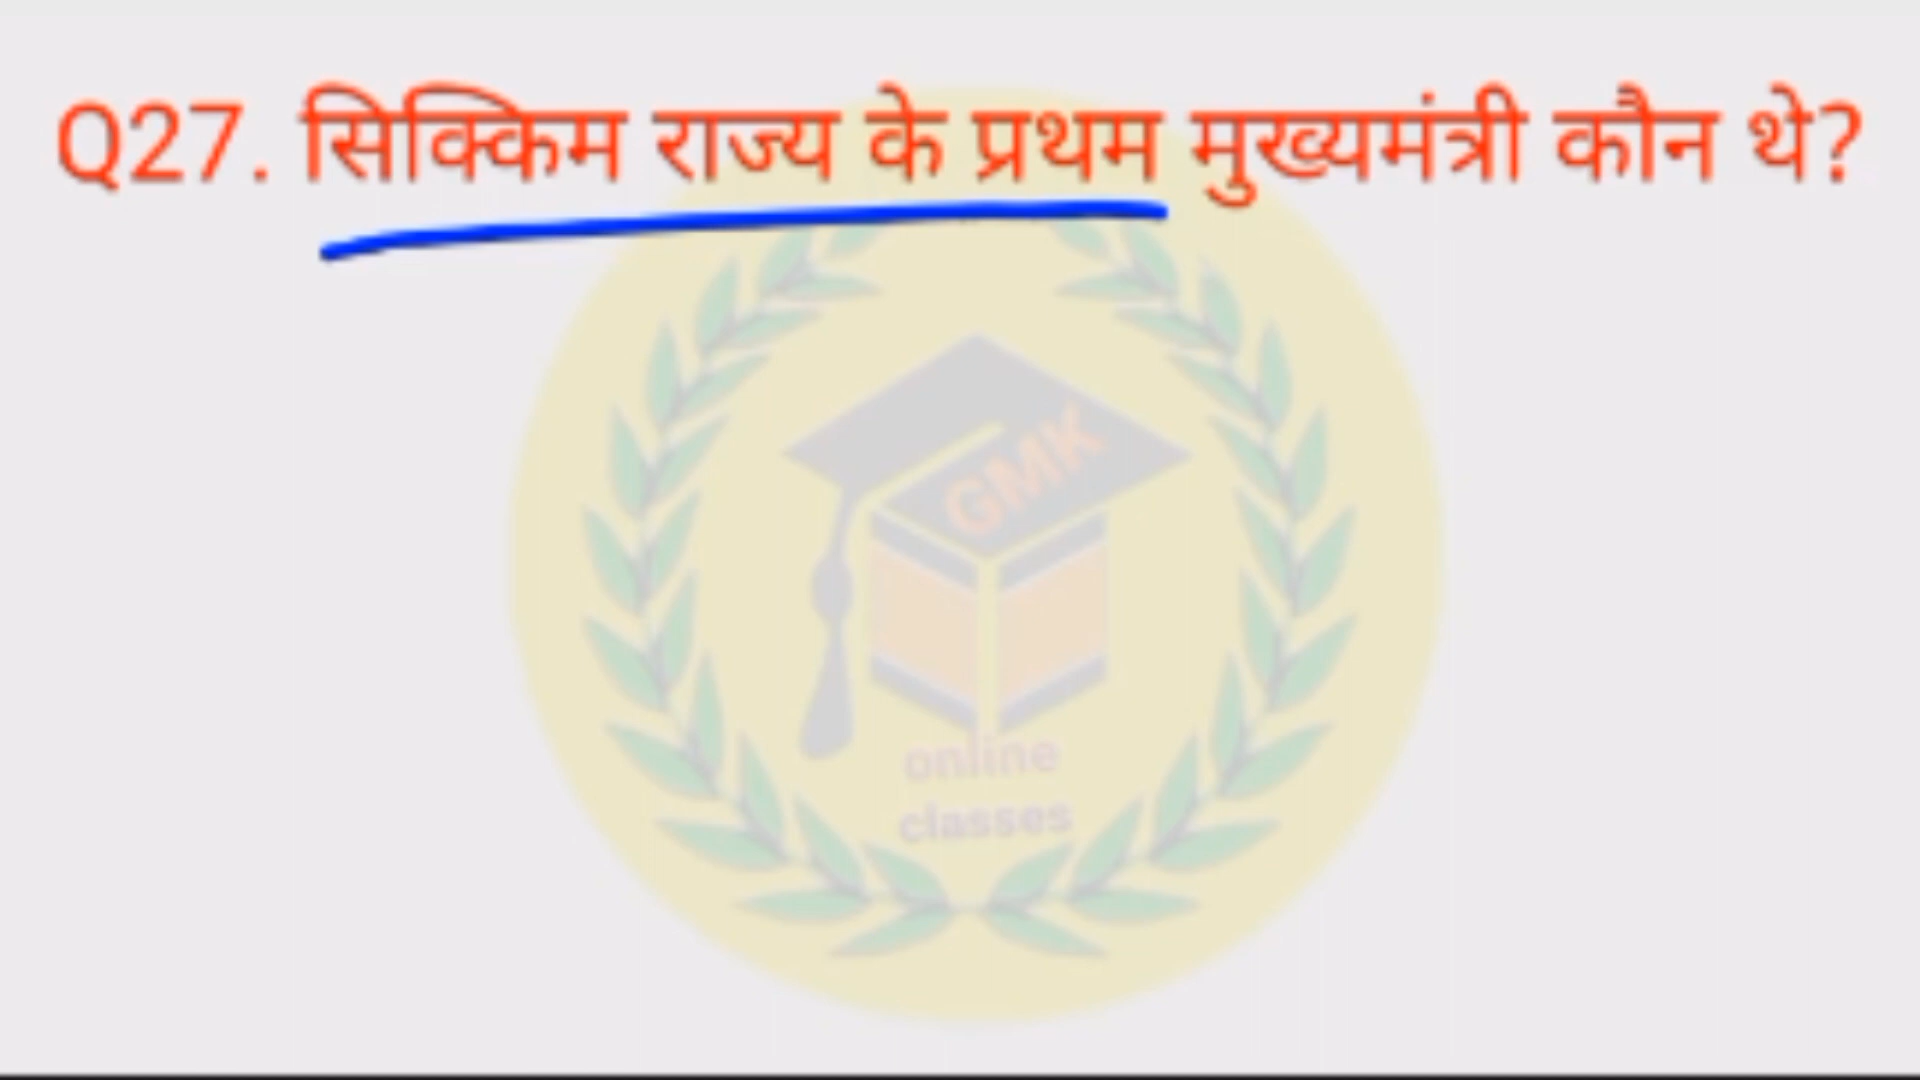 Q27. सिक्किम राज्य के प्रथम मुख्यमंत्री कौन थे?
GMK
online
classes